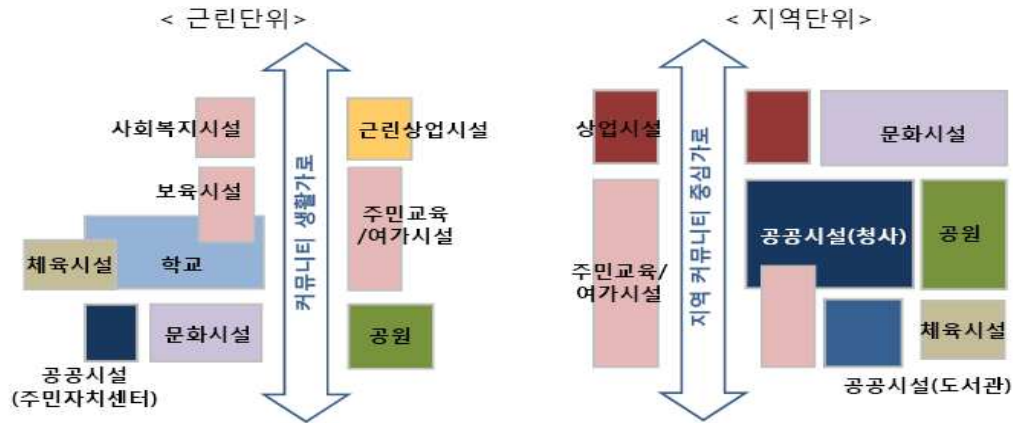 < 근린단위>
사회복지시설
근린상업시설
보육시설
주민교육
/여가시설
체육시설
학교
커뮤니티 생활가로
문화시설
공원
공공시설
(주민자치센터)
< 지역단위>
상업시설
문화시설
공공시설(청사)
공원
주민교육/
여가시설
지역 커뮤니티 중심가로
체육시설
공공시설(도서관)